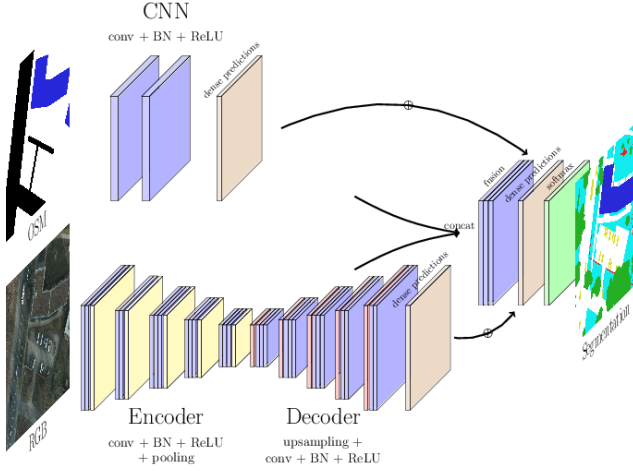 CNN
conv + BN + ReLU
dense predictions
OSM
fusion
dense predictions
softmax
concat
dense predictions
Segmentation
RGB
Encoder
conv + BN + ReLU
+ pooling
Decoder
upsampling +
conv + BN + ReLU